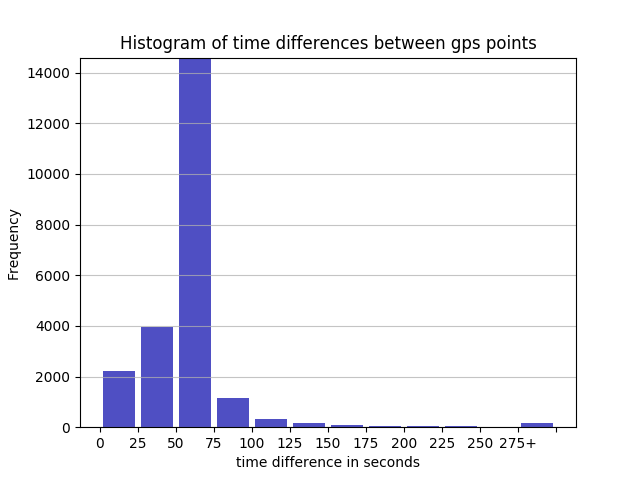 Histogram of time differences between gps points
14000
12000
10000
8000
6000
4000
2000
0
Frequency
0 25 50 75 100 125 150 175 200 225 250 275+
time difference in seconds